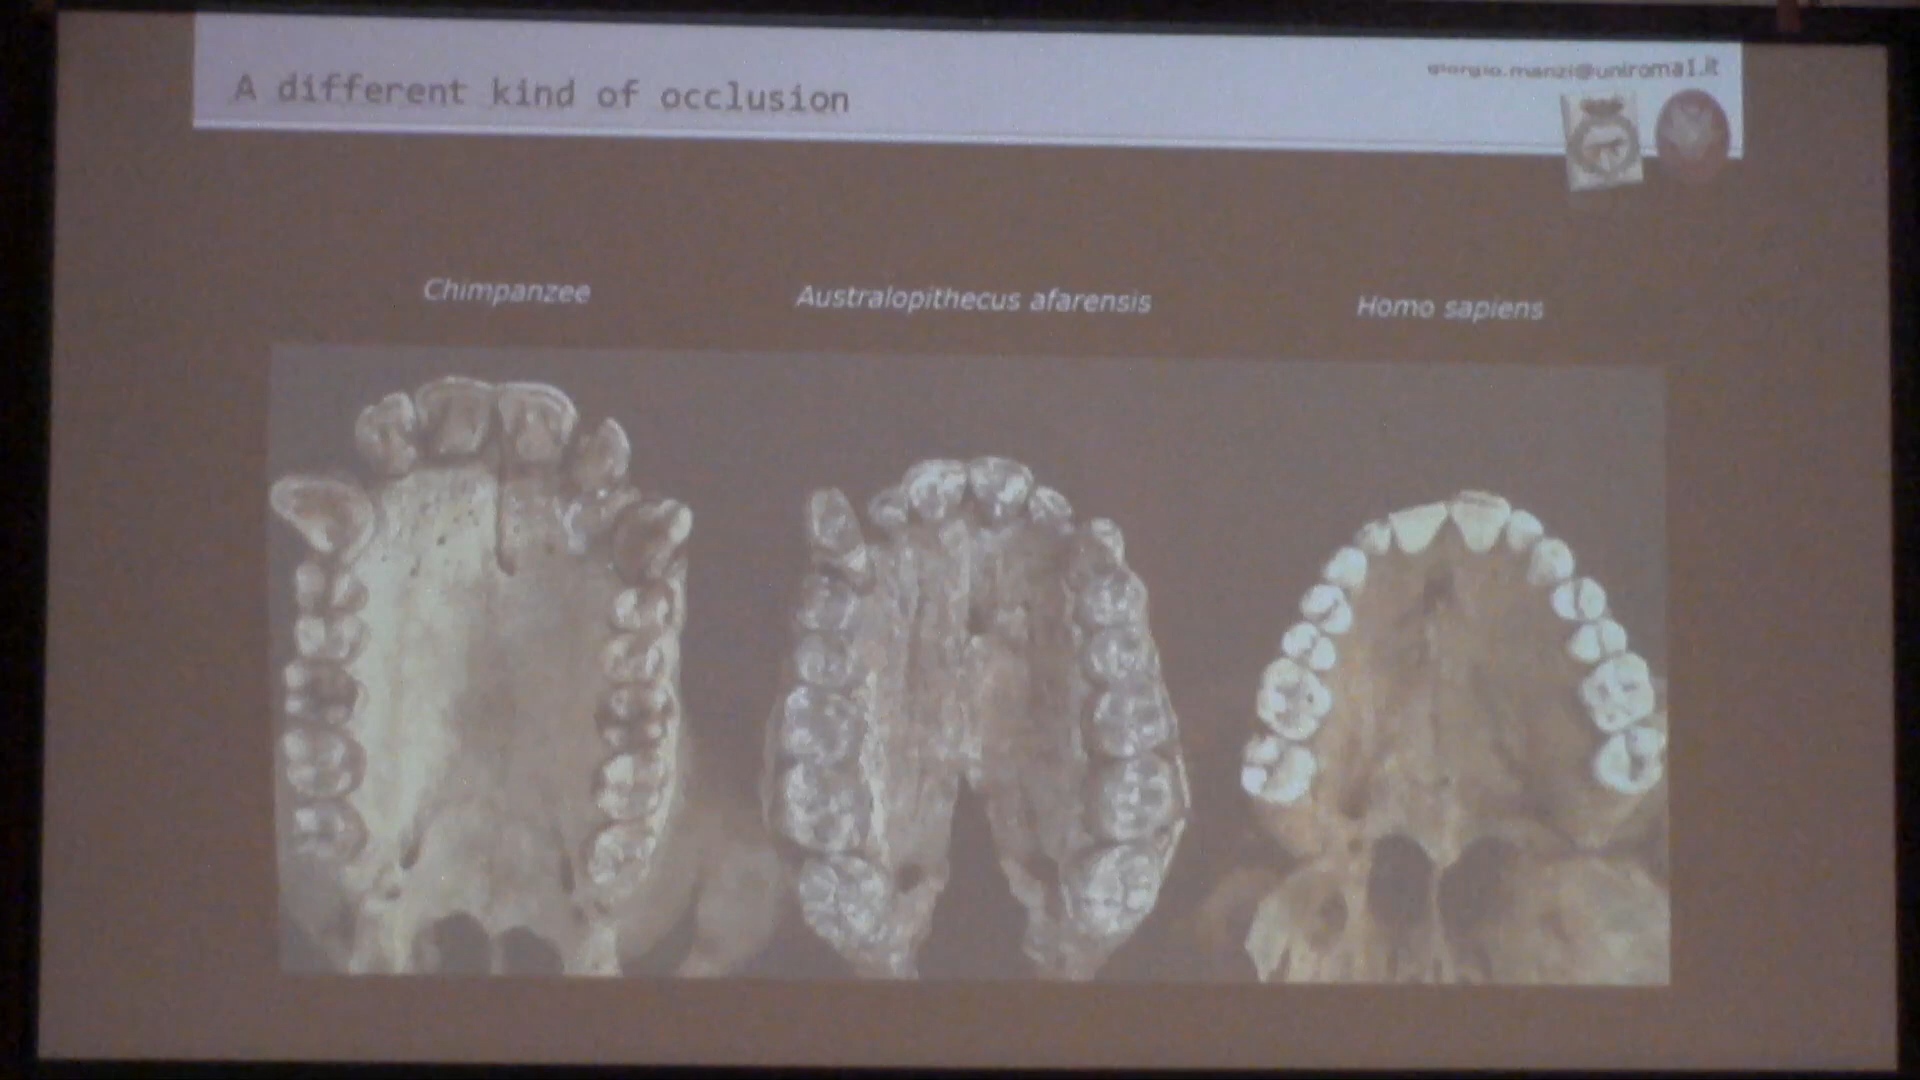 A different kind of occlusion
giorgio.manzi@uniroma1.it
Chimpanzee
Australopithecus afarensis
Homo sapiens